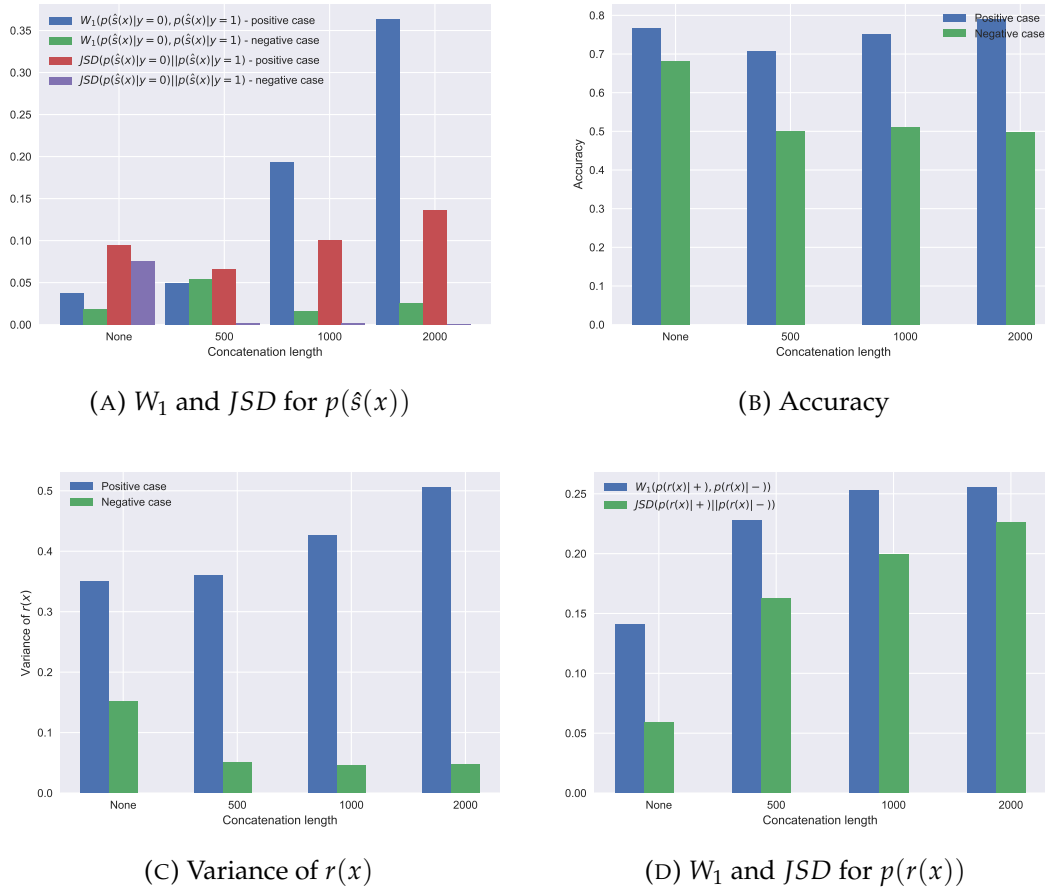 W₁(p(ŝ(x)|y = 0), p(ŝ(x)|y = 1) - positive case
W₁(p(ŝ(x)|y = 0), p(ŝ(x)|y = 1) - negative case
JSD(p(ŝ(x)|y = 0)||p(ŝ(x)|y = 1) - positive case
JSD(p(ŝ(x)|y = 0)||p(ŝ(x)|y = 1) - negative case
0.35
0.30
0.25
0.20
0.15
0.10
0.05
0.00
None 500 1000 2000
Concatenation length
(A) W₁ and JSD for p(ŝ(x))
Positive case
Negative case
0.8
0.7
0.6
0.5
0.4
0.3
0.2
0.1
0.0
Accuracy
None 500 1000 2000
Concatenation length
(B) Accuracy
Positive case
Negative case
0.5
0.4
0.3
0.2
0.1
0.0
Variance of r(x)
None 500 1000 2000
Concatenation length
(C) Variance of r(x)
W₁(p(r(x)| + ), p(r(x)| − ))
JSD(p(r(x)| + )||p(r(x)| − ))
0.25
0.20
0.15
0.10
0.05
0.00
None 500 1000 2000
Concatenation length
(D) W₁ and JSD for p(r(x))